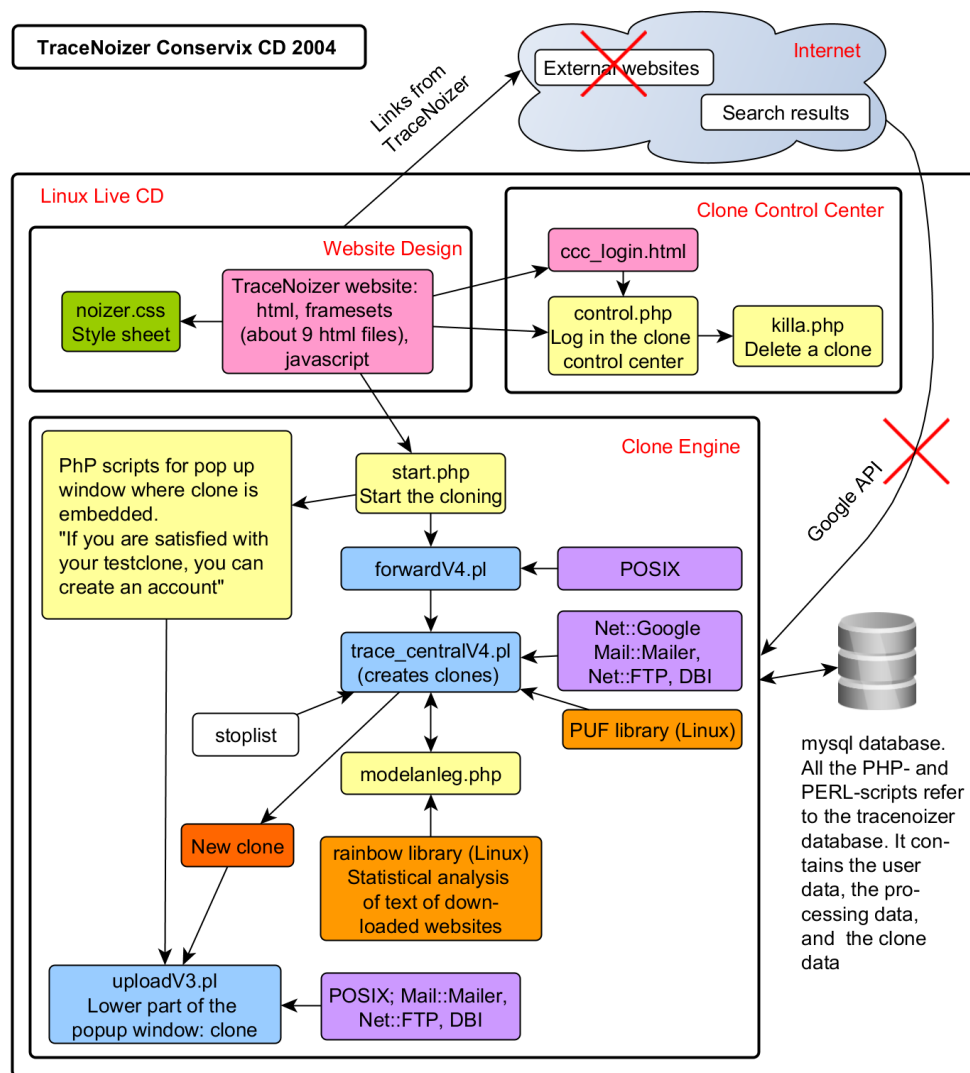 TraceNoizer Conservix CD 2004
Internet
External websites
Search results
Links from
TraceNoizer
Linux Live CD
Website Design
Clone Control Center
TraceNoizer website:
html, framesets
(about 9 html files),
javascript
noizer.css
Style sheet
ccc_login.html
control.php
Log in the clone
control center
killa.php
Delete a clone
Clone Engine
PhP scripts for pop up
window where clone is
embedded.
"If you are satisfied with
your testclone, you can
create an account"
start.php
Start the cloning
Google API
forwardV4.pl
POSIX
trace_centralV4.pl
(creates clones)
Net::Google
Mail::Mailer,
Net::FTP, DBI
stoplist
PUF library (Linux)
modelanleg.php
New clone
rainbow library (Linux)
Statistical analysis
of text of down-
loaded websites
mysql database.
All the PHP- and
PERL-scripts refer
to the tracenoizer
database. It con-
tains the user
data, the pro-
cessing data,
and the clone
data
uploadV3.pl
Lower part of the
popup window: clone
POSIX; Mail::Mailer,
Net::FTP, DBI